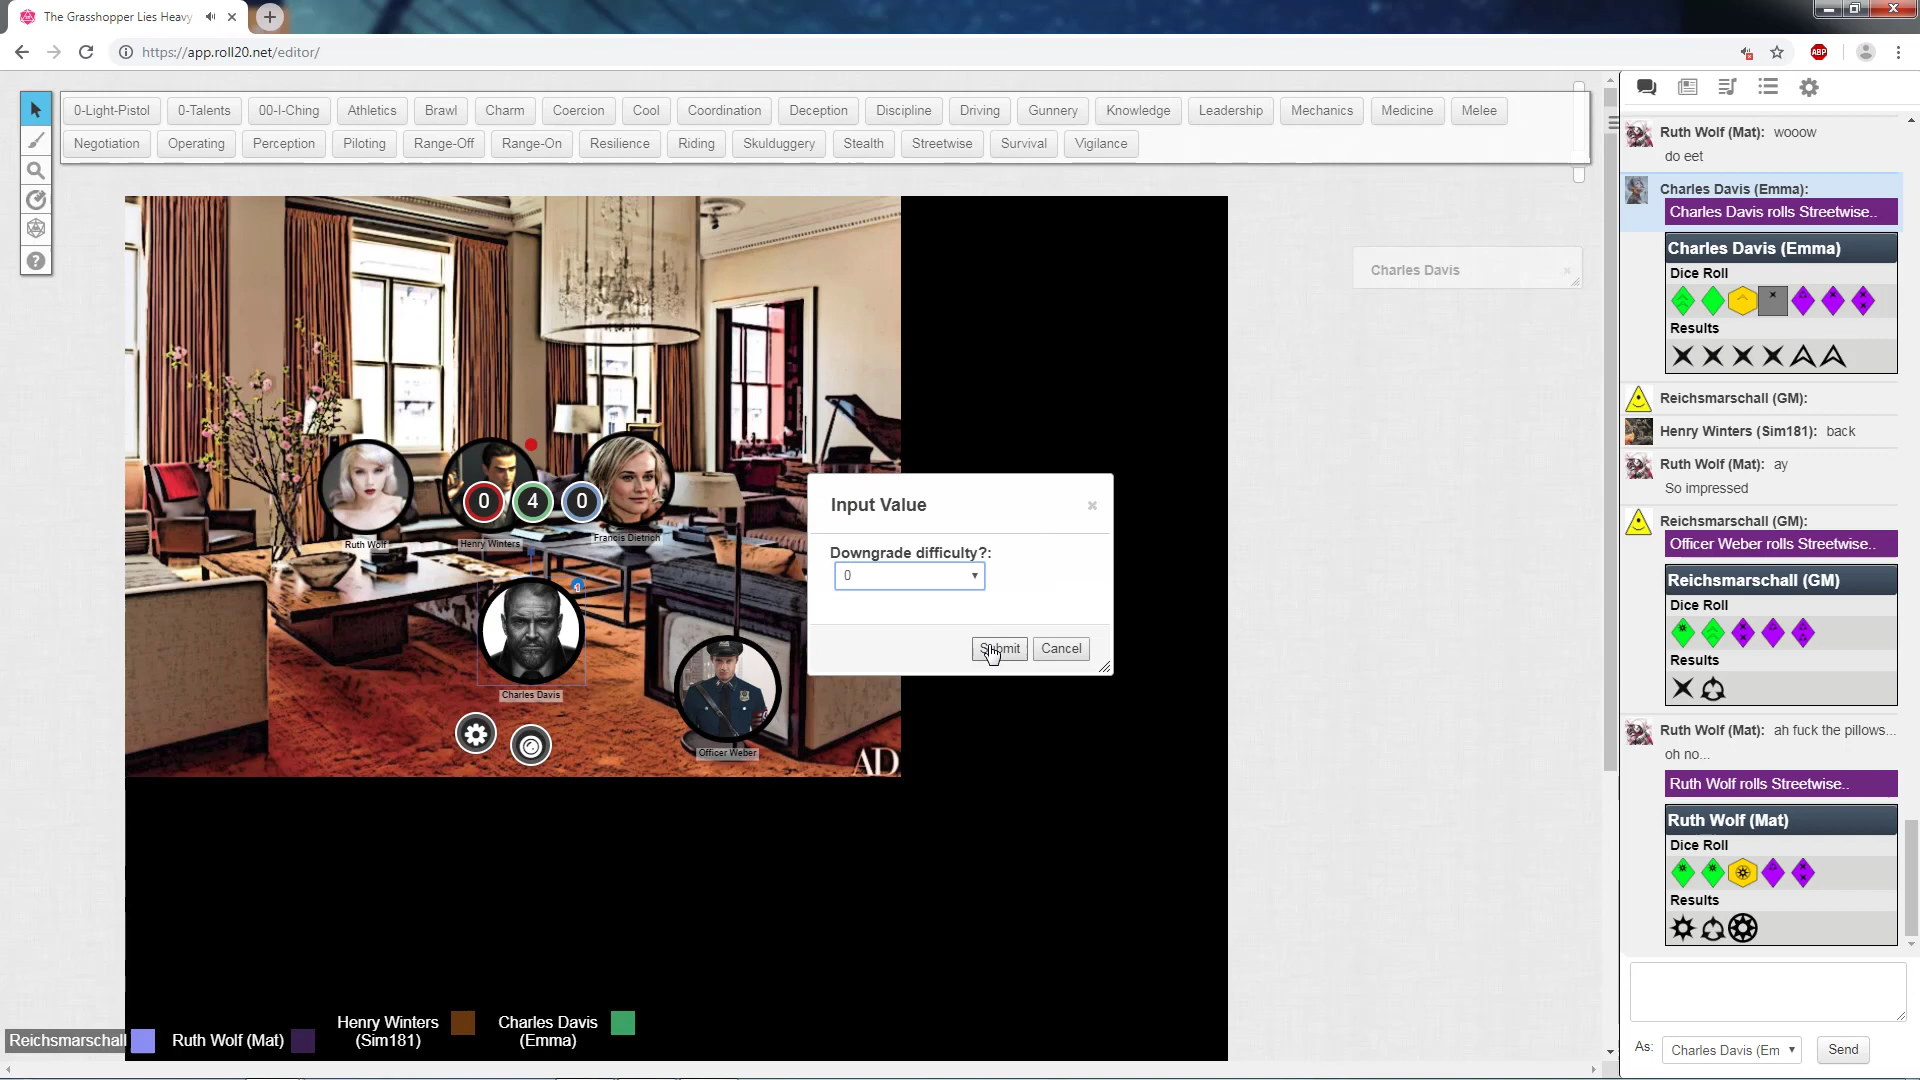 The Grasshopper Lies Heavy
https://app.roll20.net/editor/
ABP
0-Light-Pistol 0-Talents 00-I-Ching Athletics Brawl Charm Coercion Cool Coordination Deception Discipline Driving Gunnery Knowledge Leadership Mechanics Medicine Melee
Negotiation Operating Perception Piloting Range-Off Range-On Resilience Riding Skulduggery Stealth Streetwise Survival Vigilance
Charles Davis
0 4 0
Ruth Wolf
Henry Winters
Francis Dietrich
Charles Davis
Officer Weber
AD
Input Value
Downgrade difficulty?:
0
Submit Cancel
Reichsmarschall
Ruth Wolf (Mat)
Henry Winters
(Sim181)
Charles Davis
(Emma)
Ruth Wolf (Mat): wooow
do eet
Charles Davis (Emma):
Charles Davis rolls Streetwise..
Charles Davis (Emma)
Dice Roll
Results
Reichsmarschall (GM):
Henry Winters (Sim181): back
Ruth Wolf (Mat): ay
So impressed
Reichsmarschall (GM):
Officer Weber rolls Streetwise..
Reichsmarschall (GM)
Dice Roll
Results
Ruth Wolf (Mat): ah fuck the pillows...
oh no...
Ruth Wolf rolls Streetwise..
Ruth Wolf (Mat)
Dice Roll
Results
As: Charles Davis (Em Send